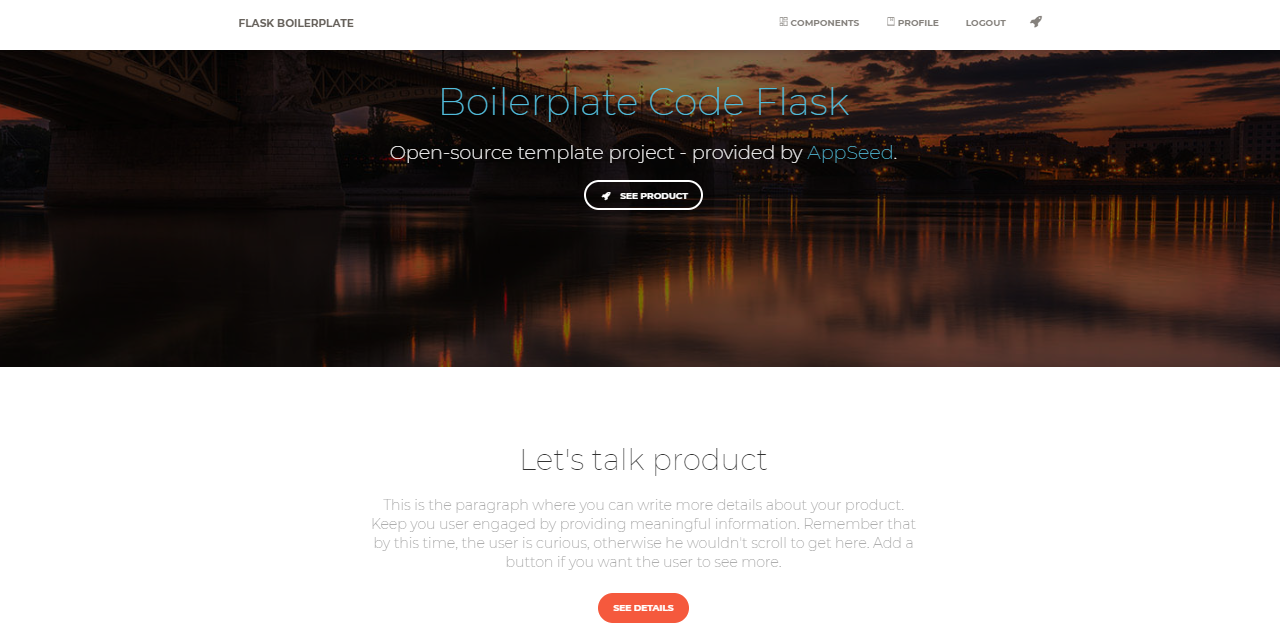 FLASK BOILERPLATE
COMPONENTS
PROFILE
LOGOUT
Boilerplate Code Flask
Open-source template project - provided by AppSeed.
SEE PRODUCT
Let's talk product
This is the paragraph where you can write more details about your product.
Keep you user engaged by providing meaningful information. Remember that
by this time, the user is curious, otherwise he wouldn't scroll to get here. Add a
button if you want the user to see more.
SEE DETAILS